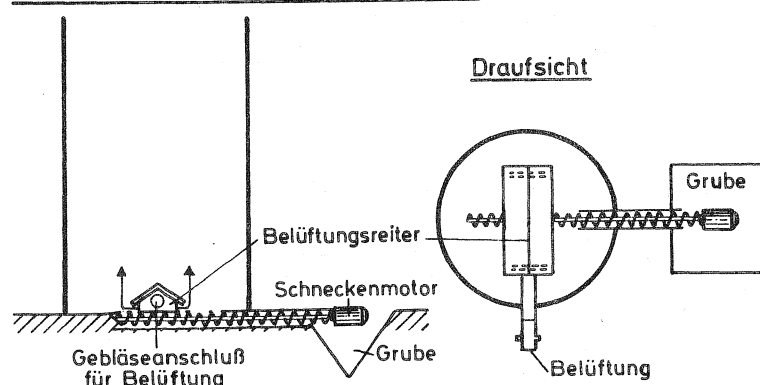 Draufsicht
Grube
Belüftungsreiter
Schneckenmotor
Gebläseanschluß
für Belüftung
Grube
Belüftung